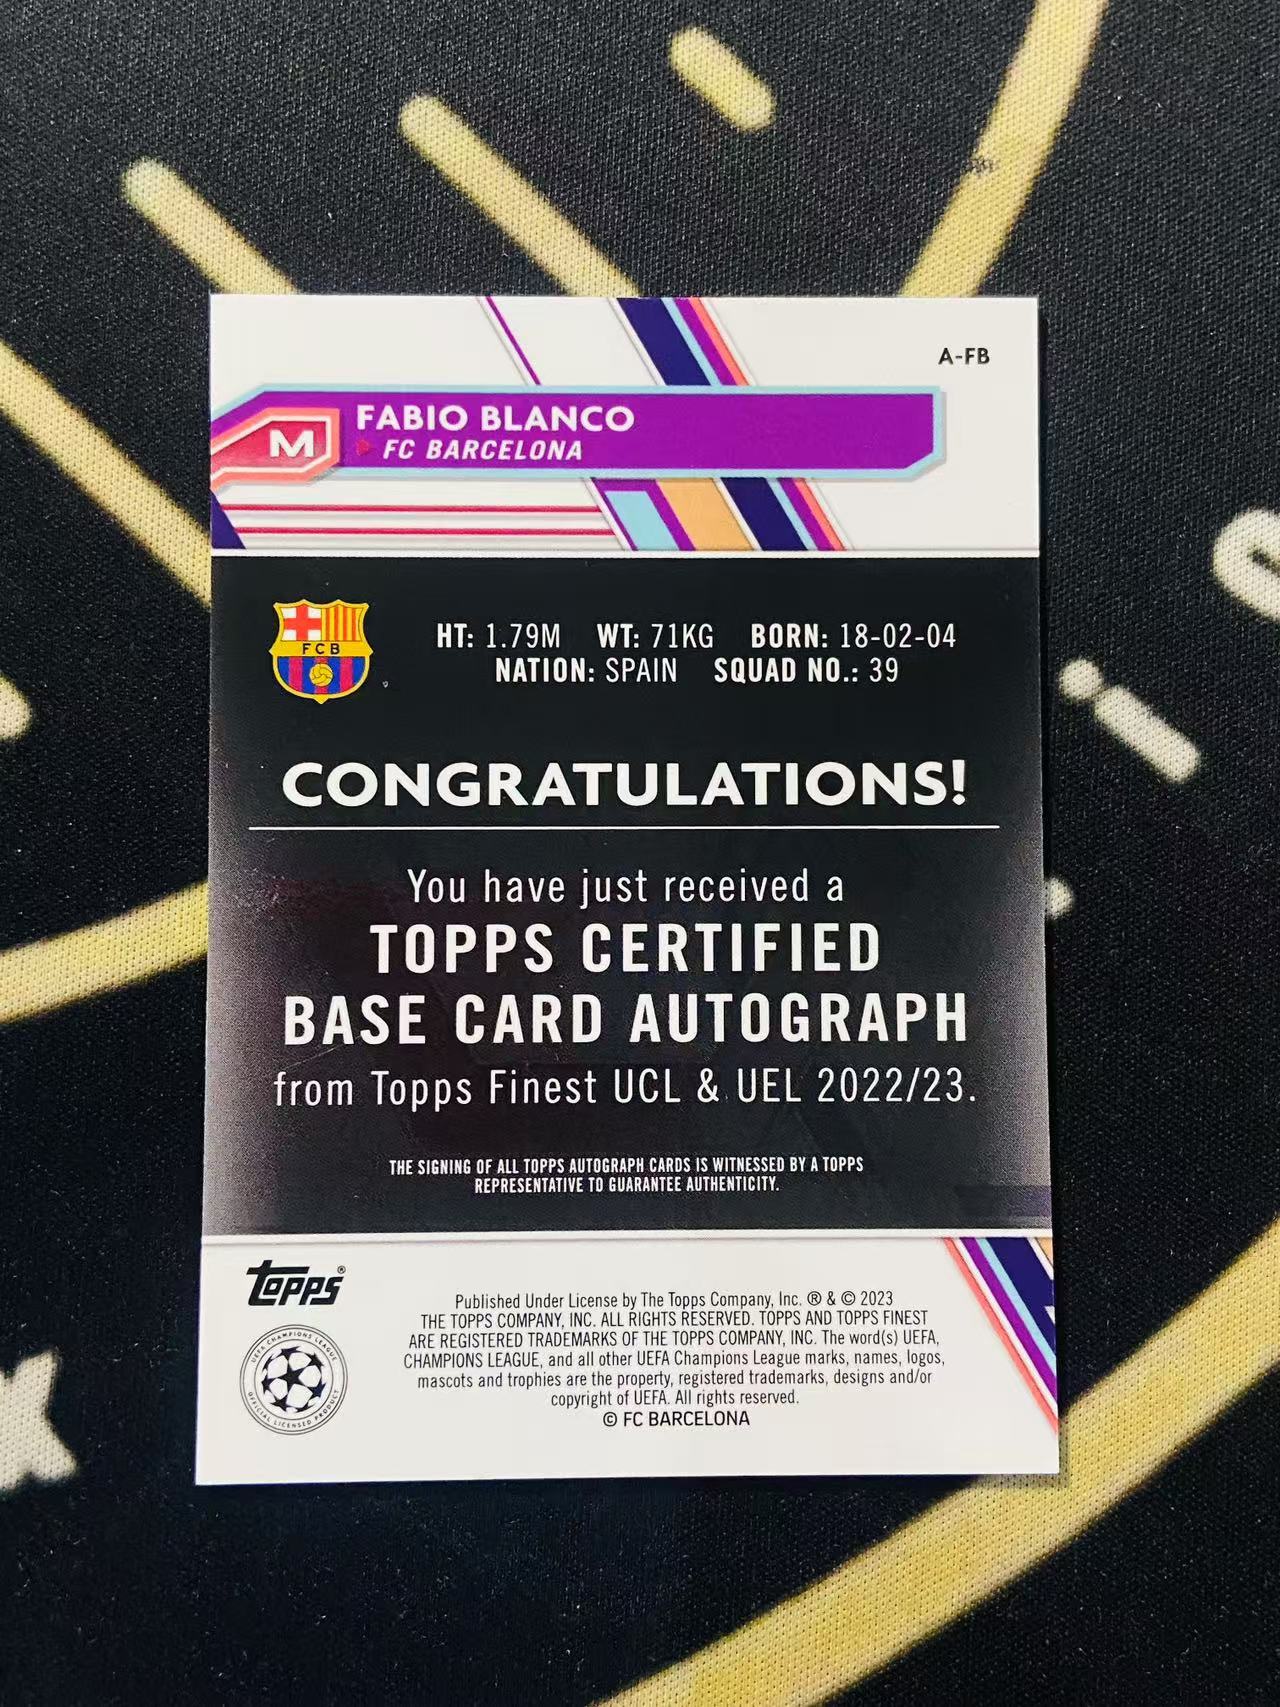 A-FB
M
FABIO BLANCO
FC BARCELONA
FCB
HT: 1.79M WT: 71KG BORN: 18-02-04
NATION: SPAIN SQUAD NO.: 39
CONGRATULATIONS!
You have just received a
TOPPS CERTIFIED
BASE CARD AUTOGRAPH
from Topps Finest UCL & UEL 2022/23.
THE SIGNING OF ALL TOPPS AUTOGRAPH CARDS IS WITNESSED BY A TOPPS
REPRESENTATIVE TO GUARANTEE AUTHENTICITY.
topps®
UEFA CHAMPIONS LEAGUE
OFFICIAL LICENSED PRODUCT
Published Under License by The Topps Company, Inc. ® & © 2023
THE TOPPS COMPANY, INC. ALL RIGHTS RESERVED. TOPPS AND TOPPS FINEST
ARE REGISTERED TRADEMARKS OF THE TOPPS COMPANY, INC. The word(s) UEFA,
CHAMPIONS LEAGUE, and all other UEFA Champions League marks, names, logos,
mascots and trophies are the property, registered trademarks, designs and/or
copyright of UEFA. All rights reserved.
© FC BARCELONA